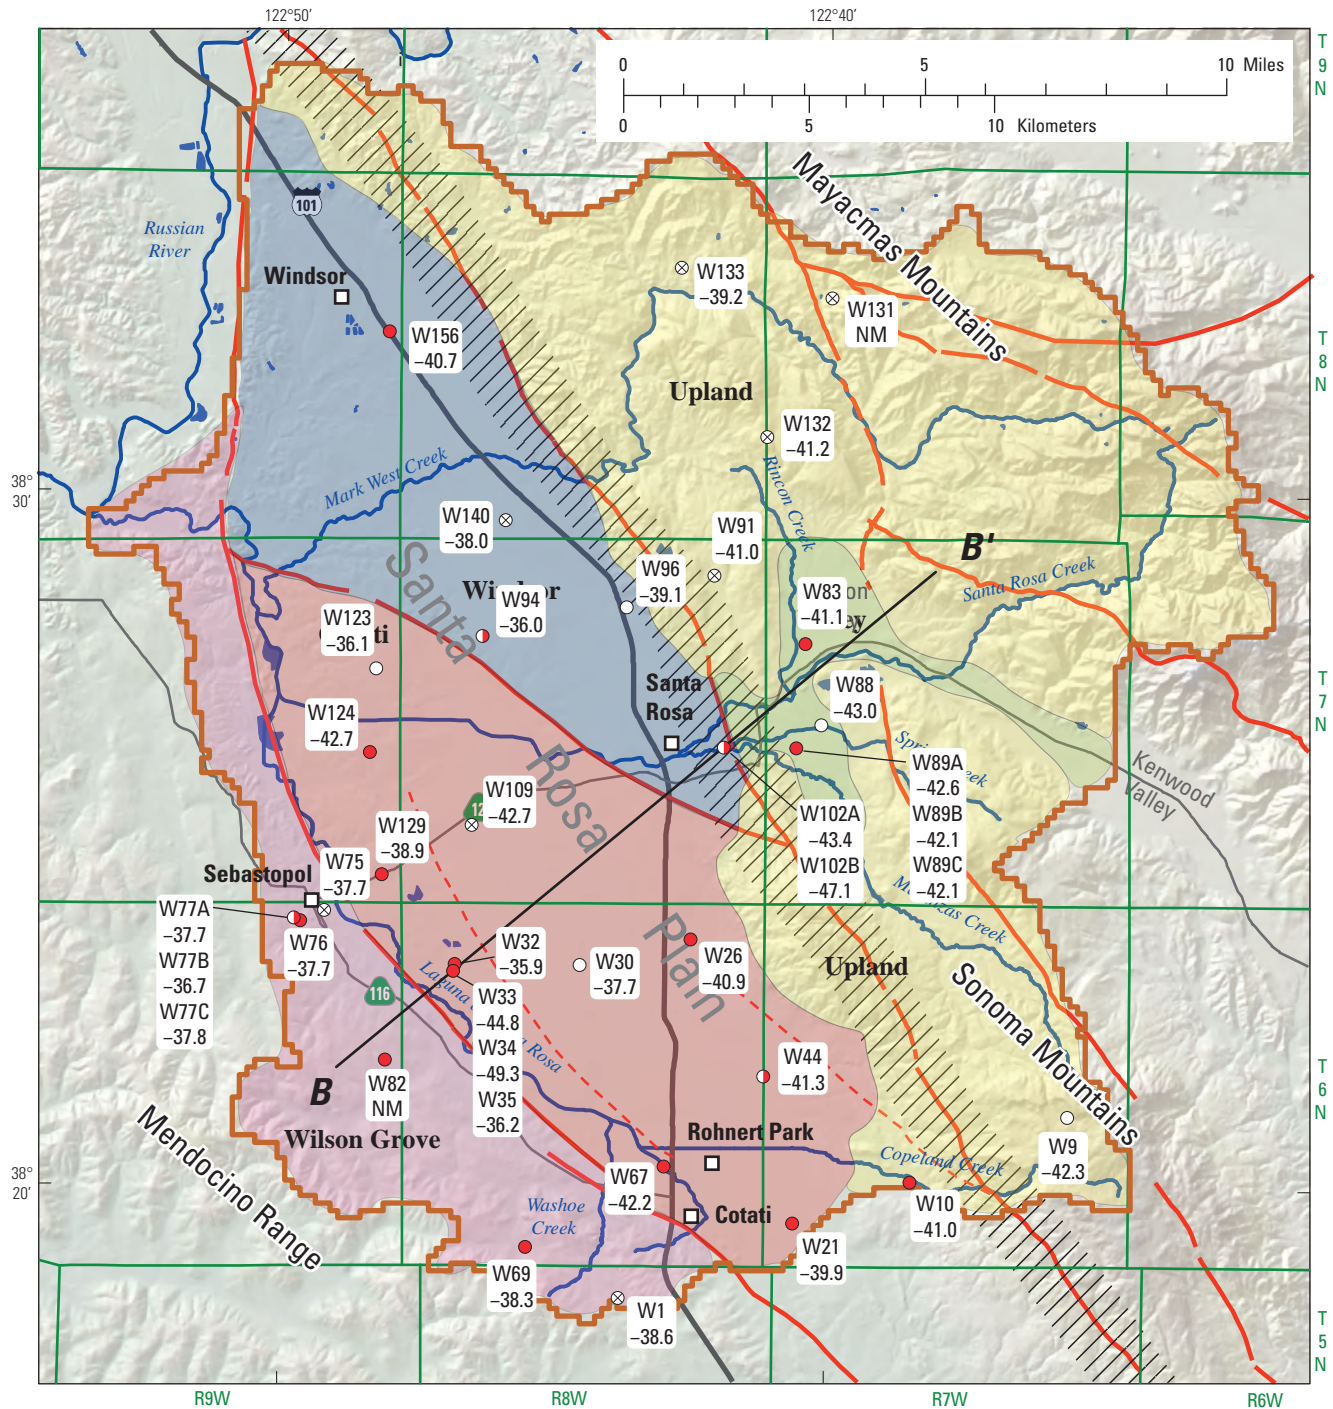 122°50'
122°40'
0 5 10 Miles
0 5 10 Kilometers
T
9
N
Mayacmas Mountains
101
Russian
River
Windsor
W133
–39.2
W131
NM
W156
–40.7
T
8
N
Upland
W132
–41.2
Rincon Creek
Mark West Creek
38°
30'
W140
–38.0
W91
–41.0
B'
Santa Rosa Creek
W96
–39.1
Santa
Rosa
Plain
W94
–36.0
W83
–41.1
W123
–36.1
Santa
Rosa
W88
–43.0
T
7
N
W124
–42.7
W89A
–42.6
W89B
–42.1
W89C
–42.1
Kenwood
Valley
W109
–42.7
W102A
–43.4
W102B
–47.1
W129
–38.9
W75
–37.7
Sebastopol
W77A
–37.7
W77B
–36.7
W77C
–37.8
W76
–37.7
W32
–35.9
W30
–37.7
W26
–40.9
Upland
Sonoma Mountains
116
W33
–44.8
W34
–49.3
W35
–36.2
W44
–41.3
T
6
N
B
W82
NM
Wilson Grove
Mendocino Range
Rohnert Park
Copeland Creek
W9
–42.3
38°
20'
W67
–42.2
W10
–41.0
Washoe
Creek
Cotati
W21
–39.9
W69
–38.3
W1
–38.6
T
5
N
R9W
R8W
R7W
R6W